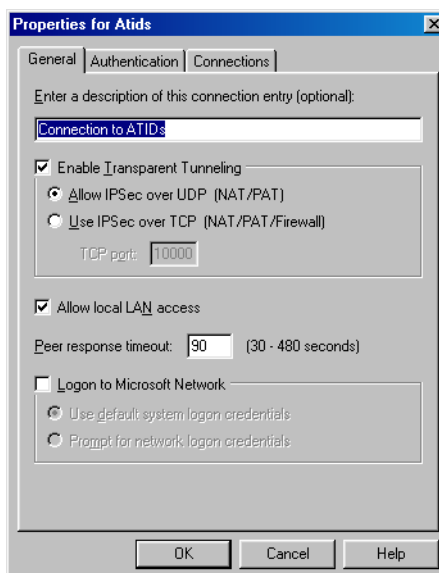 Properties for Atids
General Authentication Connections
Enter a description of this connection entry (optional):
Connection to ATIDs
Enable Transparent Tunneling
Allow IPSec over UDP (NAT/PAT)
Use IPSec over TCP (NAT/PAT/Firewall)
TCP port: 10000
Allow local LAN access
Peer response timeout: 90 (30 - 480 seconds)
Logon to Microsoft Network
Use default system logon credentials
Prompt for network logon credentials
OK Cancel Help